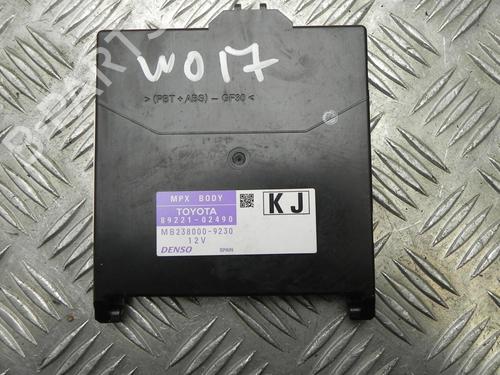 W017
> (PBT + ABS) - GF30 <
MPX BODY
TOYOTA
89221-02490
MB238000-9230
12V
DENSO SPAIN
KJ